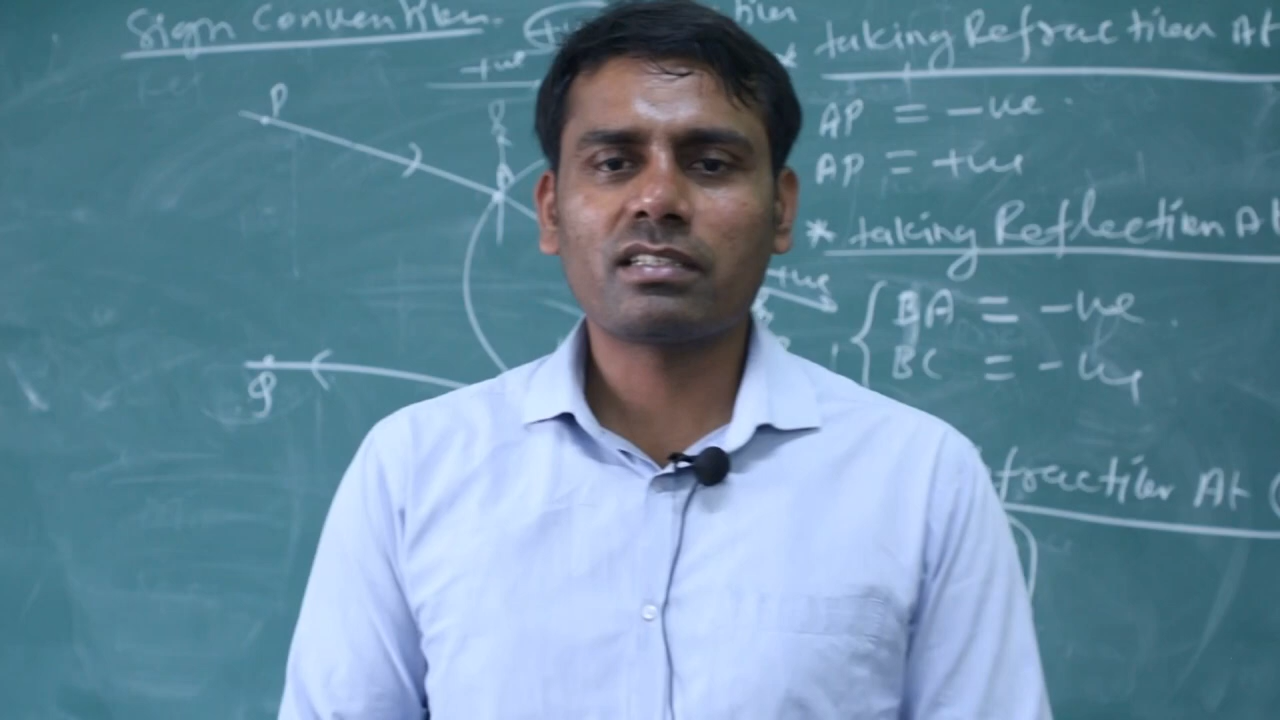 Sign Convention.
+ve
taking Refraction At
P
AP = -ve
AP = +ve
* taking Reflection At
+ve
BA = -ve
BC = -ve
fraction At